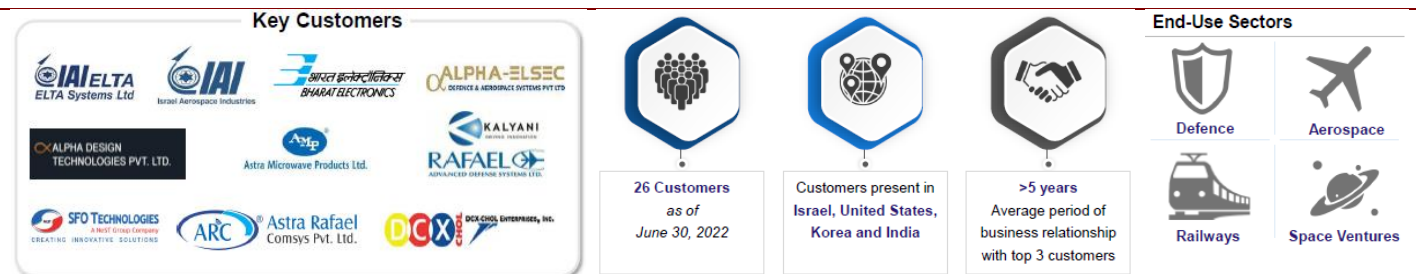 Key Customers
IAI ELTA
ELTA Systems Ltd
IAI
Israel Aerospace Industries
भारत इलेक्ट्रॉनिक्स
BHARAT ELECTRONICS
ALPHA-ELSEC
DEFENCE & AEROSPACE SYSTEMS PVT LTD
ALPHA DESIGN
TECHNOLOGIES PVT. LTD.
AMP
Astra Microwave Products Ltd.
KALYANI
DRIVING INNOVATION
RAFAEL
ADVANCED DEFENSE SYSTEMS LTD.
SFO TECHNOLOGIES
A NeST Group Company
CREATING INNOVATIVE SOLUTIONS
ARC
Astra Rafael
Comsys Pvt. Ltd.
DCX
CHOL
DCX-CHOL ENTERPRISES, INC.
26 Customers
as of
June 30, 2022
Customers present in
Israel, United States,
Korea and India
>5 years
Average period of
business relationship
with top 3 customers
End-Use Sectors
Defence
Aerospace
Railways
Space Ventures